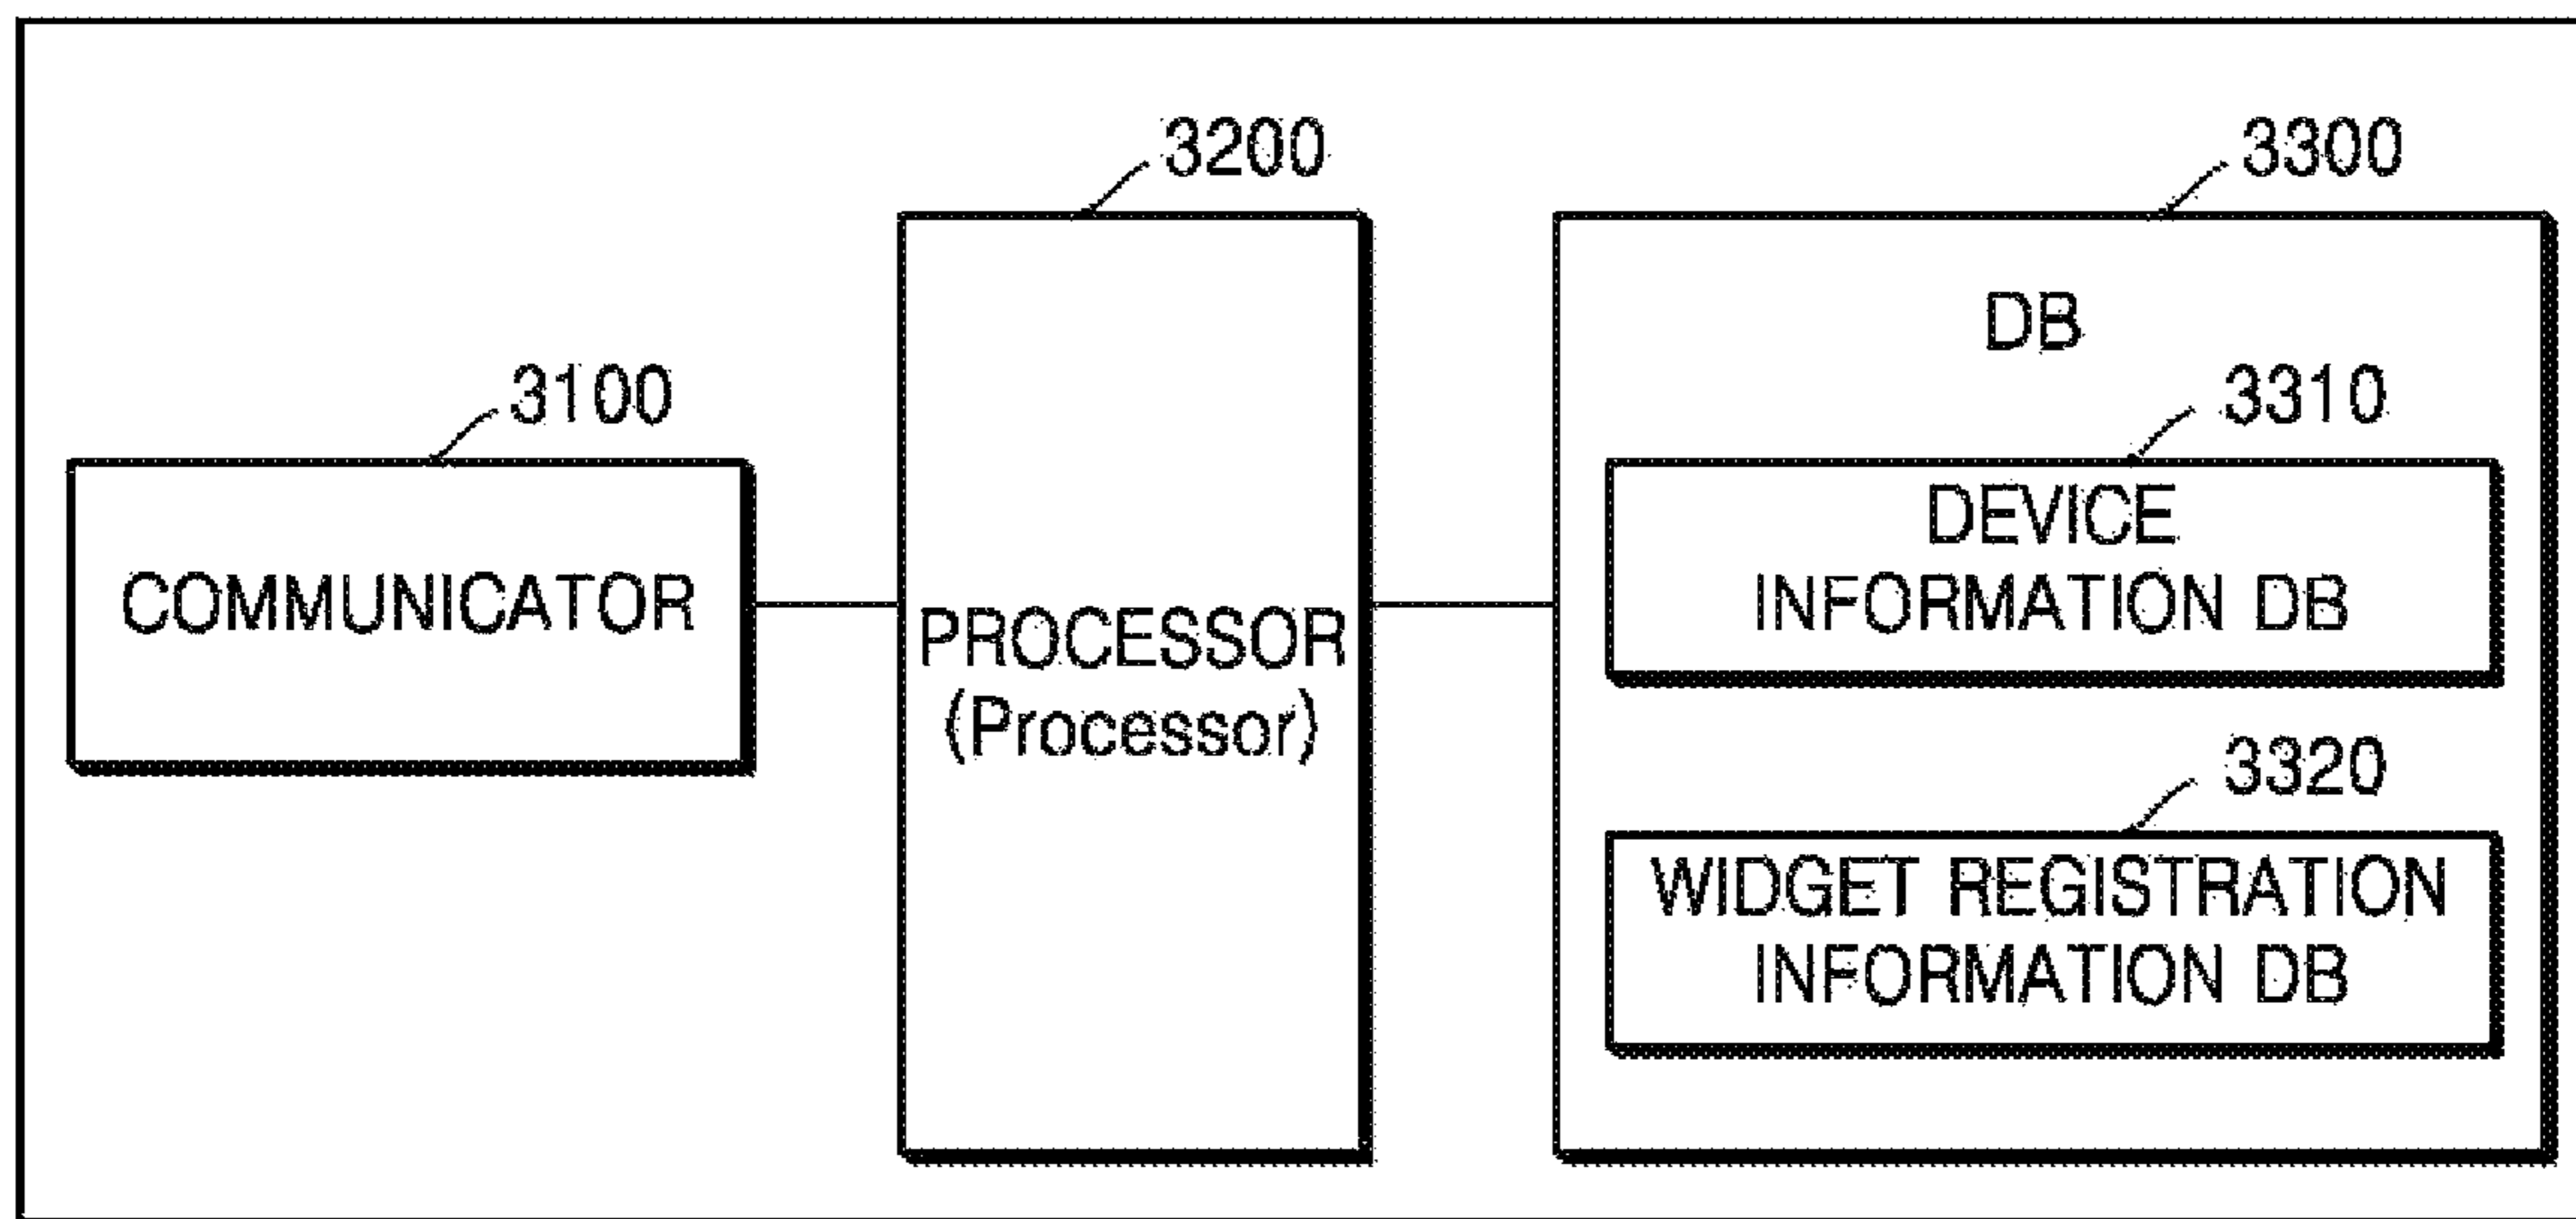 3200
3300
DB
3100
3310
COMMUNICATOR
PROCESSOR
(Processor)
DEVICE
INFORMATION DB
3320
WIDGET REGISTRATION
INFORMATION DB